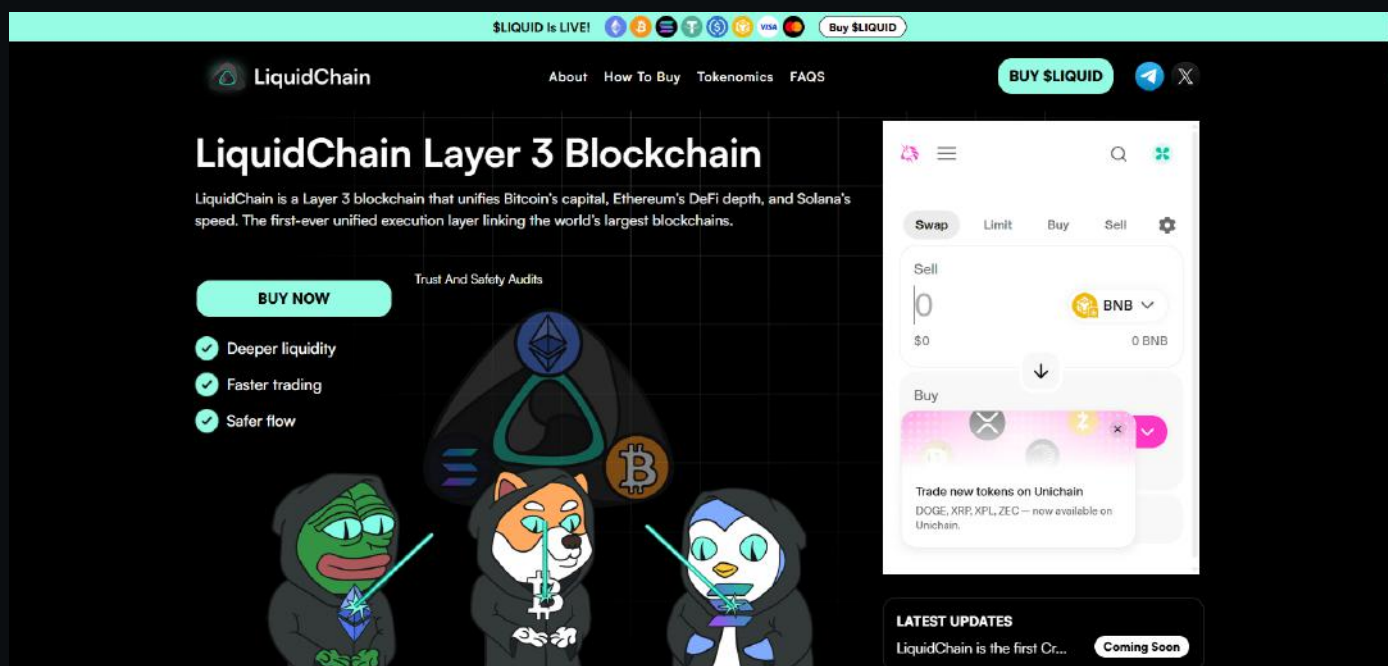 $LIQUID Is LIVE!
VISA
Buy $LIQUID
LiquidChain
About
How To Buy
Tokenomics
FAQS
BUY $LIQUID
LiquidChain Layer 3 Blockchain
LiquidChain is a Layer 3 blockchain that unifies Bitcoin's capital, Ethereum's DeFi depth, and Solana's
speed. The first-ever unified execution layer linking the world's largest blockchains.
BUY NOW
Trust And Safety Audits
Deeper liquidity
Faster trading
Safer flow
Swap
Limit
Buy
Sell
Sell
0
BNB
$0
0 BNB
Buy
Trade new tokens on Unichain
DOGE, XRP, XPL, ZEC — now available on
Unichain.
LATEST UPDATES
LiquidChain is the first Cr...
Coming Soon